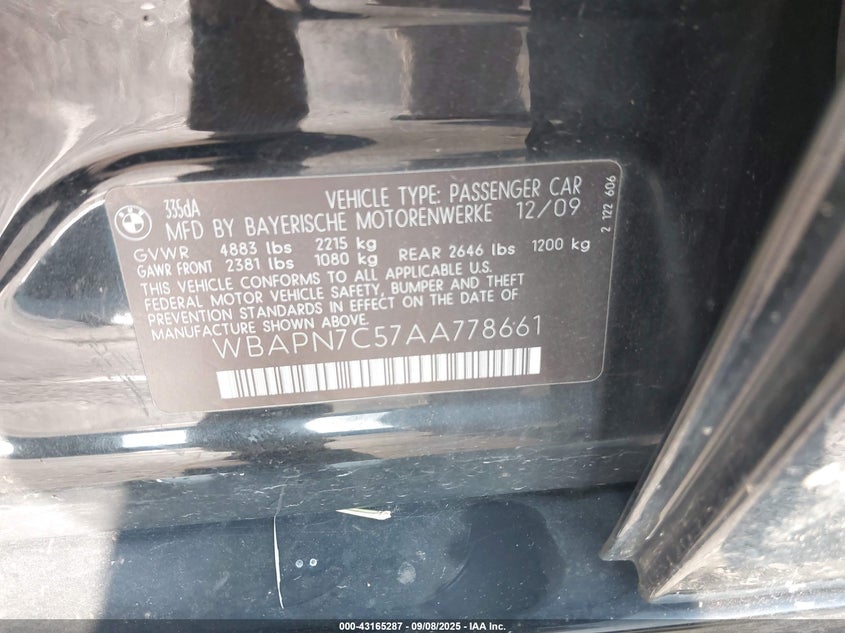 BMW
335dA
VEHICLE TYPE: PASSENGER CAR
MFD BY BAYERISCHE MOTORENWERKE 12/09
GVWR 4883 lbs 2215 kg
GAWR FRONT 2381 lbs 1080 kg REAR 2646 lbs 1200 kg
THIS VEHICLE CONFORMS TO ALL APPLICABLE U.S.
FEDERAL MOTOR VEHICLE SAFETY, BUMPER AND THEFT
PREVENTION STANDARDS IN EFFECT ON THE DATE OF
MANUFACTURE SHOWN ABOVE.
WBAPN7C57AA778661
2 122 606
000-43165287 - 09/08/2025 - IAA Inc.